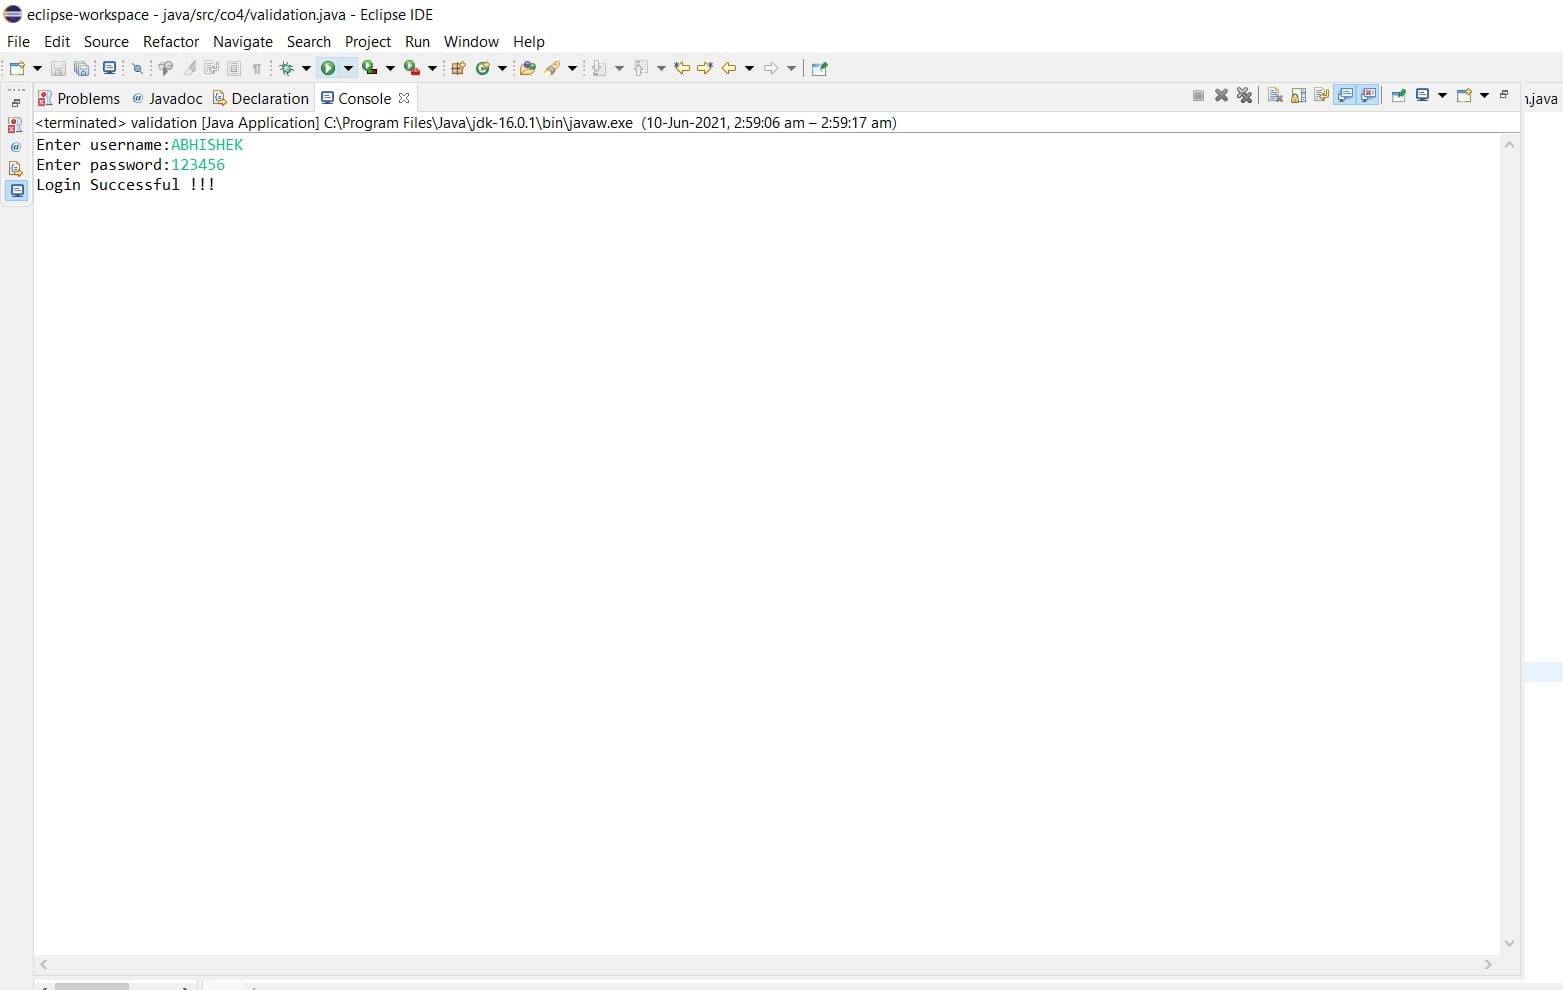 eclipse-workspace - java/src/co4/validation.java - Eclipse IDE
File Edit Source Refactor Navigate Search Project Run Window Help
Problems @ Javadoc Declaration Console
.java
<terminated> validation [Java Application] C:\Program Files\Java\jdk-16.0.1\bin\javaw.exe (10-Jun-2021, 2:59:06 am – 2:59:17 am)
Enter username:ABHISHEK
Enter password:123456
Login Successful !!!